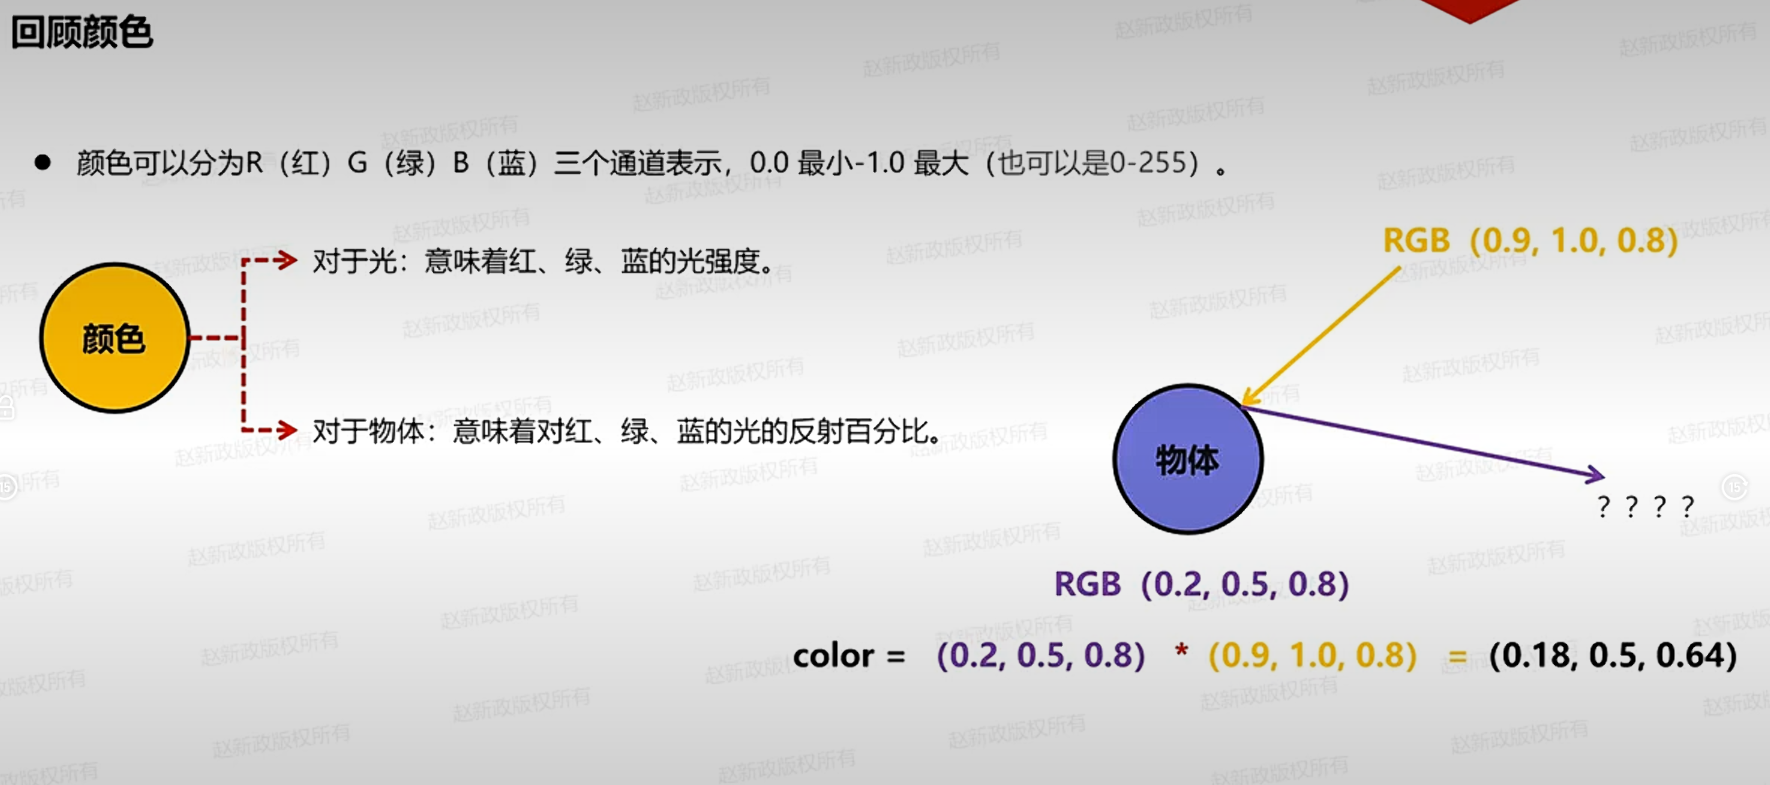 回顾颜色
● 颜色可以分为R（红）G（绿）B（蓝）三个通道表示，0.0 最小-1.0 最大（也可以是0-255）。
RGB（0.9, 1.0, 0.8）
对于光：意味着红、绿、蓝的光强度。
颜色
对于物体：意味着对红、绿、蓝的光的反射百分比。
物体
？？？？
RGB（0.2, 0.5, 0.8）
color = （0.2, 0.5, 0.8） * （0.9, 1.0, 0.8） = （0.18, 0.5, 0.64）
赵新政版权所有
15
15